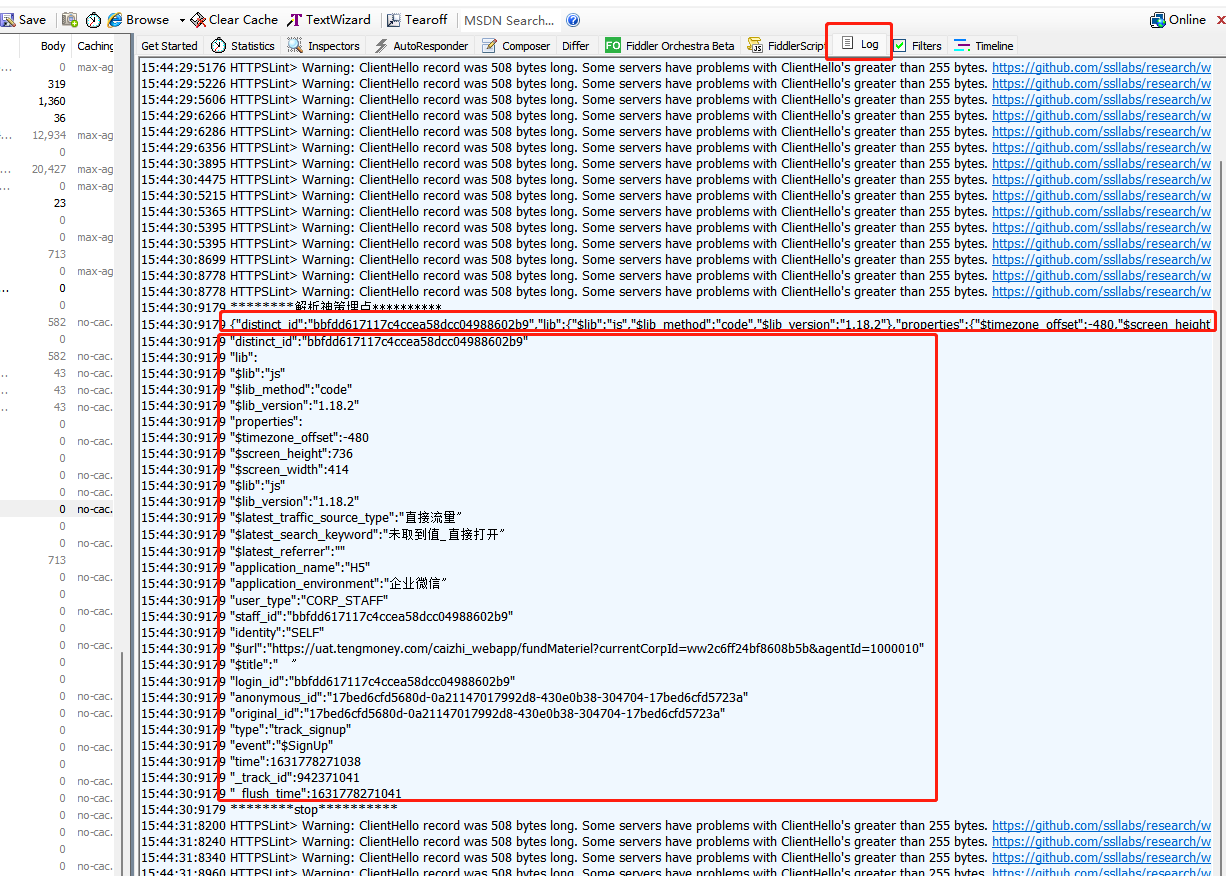 Save Browse Clear Cache TextWizard Tearoff MSDN Search... Online
Body Caching Get Started Statistics Inspectors AutoResponder Composer Differ FO Fiddler Orchestra Beta FiddlerScript Log Filters Timeline
0 max-ag 15:44:29:5176 HTTPSLint> Warning: ClientHello record was 508 bytes long. Some servers have problems with ClientHello's greater than 255 bytes. https://github.com/ssllabs/research/w
319 15:44:29:5226 HTTPSLint> Warning: ClientHello record was 508 bytes long. Some servers have problems with ClientHello's greater than 255 bytes. https://github.com/ssllabs/research/w
1,360 15:44:29:5606 HTTPSLint> Warning: ClientHello record was 508 bytes long. Some servers have problems with ClientHello's greater than 255 bytes. https://github.com/ssllabs/research/w
36 15:44:29:6266 HTTPSLint> Warning: ClientHello record was 508 bytes long. Some servers have problems with ClientHello's greater than 255 bytes. https://github.com/ssllabs/research/w
12,934 max-ag 15:44:29:6286 HTTPSLint> Warning: ClientHello record was 508 bytes long. Some servers have problems with ClientHello's greater than 255 bytes. https://github.com/ssllabs/research/w
0 15:44:29:6356 HTTPSLint> Warning: ClientHello record was 508 bytes long. Some servers have problems with ClientHello's greater than 255 bytes. https://github.com/ssllabs/research/w
20,427 max-ag 15:44:30:3895 HTTPSLint> Warning: ClientHello record was 508 bytes long. Some servers have problems with ClientHello's greater than 255 bytes. https://github.com/ssllabs/research/w
0 max-ag 15:44:30:4475 HTTPSLint> Warning: ClientHello record was 508 bytes long. Some servers have problems with ClientHello's greater than 255 bytes. https://github.com/ssllabs/research/w
23 15:44:30:5215 HTTPSLint> Warning: ClientHello record was 508 bytes long. Some servers have problems with ClientHello's greater than 255 bytes. https://github.com/ssllabs/research/w
0 15:44:30:5365 HTTPSLint> Warning: ClientHello record was 508 bytes long. Some servers have problems with ClientHello's greater than 255 bytes. https://github.com/ssllabs/research/w
0 max-ag 15:44:30:5395 HTTPSLint> Warning: ClientHello record was 508 bytes long. Some servers have problems with ClientHello's greater than 255 bytes. https://github.com/ssllabs/research/w
713 15:44:30:5395 HTTPSLint> Warning: ClientHello record was 508 bytes long. Some servers have problems with ClientHello's greater than 255 bytes. https://github.com/ssllabs/research/w
0 max-ag 15:44:30:8699 HTTPSLint> Warning: ClientHello record was 508 bytes long. Some servers have problems with ClientHello's greater than 255 bytes. https://github.com/ssllabs/research/w
0 15:44:30:8778 HTTPSLint> Warning: ClientHello record was 508 bytes long. Some servers have problems with ClientHello's greater than 255 bytes. https://github.com/ssllabs/research/w
0 15:44:30:8778 HTTPSLint> Warning: ClientHello record was 508 bytes long. Some servers have problems with ClientHello's greater than 255 bytes. https://github.com/ssllabs/research/w
15:44:30:9179 ********解析神策埋点**********
582 no-cac. 15:44:30:9179 {"distinct_id":"bbfdd617117c4ccea58dcc04988602b9","lib":{"$lib":"js","$lib_method":"code","$lib_version":"1.18.2"},"properties":{"$timezone_offset":-480,"$screen_height
0 15:44:30:9179 "distinct_id":"bbfdd617117c4ccea58dcc04988602b9"
582 no-cac. 15:44:30:9179 "lib":
43 no-cac. 15:44:30:9179 "$lib":"js"
43 no-cac. 15:44:30:9179 "$lib_method":"code"
43 no-cac. 15:44:30:9179 "$lib_version":"1.18.2"
0 15:44:30:9179 "properties":
0 no-cac. 15:44:30:9179 "$timezone_offset":-480
0 15:44:30:9179 "$screen_height":736
0 no-cac. 15:44:30:9179 "$screen_width":414
0 no-cac. 15:44:30:9179 "$lib":"js"
0 no-cac. 15:44:30:9179 "$lib_version":"1.18.2"
0 15:44:30:9179 "$latest_traffic_source_type":"直接流量"
0 no-cac. 15:44:30:9179 "$latest_search_keyword":"未取到值_直接打开"
713 15:44:30:9179 "$latest_referrer":""
0 no-cac. 15:44:30:9179 "application_name":"H5"
0 15:44:30:9179 "application_environment":"企业微信"
0 no-cac. 15:44:30:9179 "user_type":"CORP_STAFF"
0 15:44:30:9179 "staff_id":"bbfdd617117c4ccea58dcc04988602b9"
0 15:44:30:9179 "identity":"SELF"
0 no-cac. 15:44:30:9179 "$url":"https://uat.tengmoney.com/caizhi_webapp/fundMateriel?currentCorpId=ww2c6ff24bf8608b5b&agentId=1000010"
0 15:44:30:9179 "$title":" "
0 15:44:30:9179 "login_id":"bbfdd617117c4ccea58dcc04988602b9"
0 no-cac. 15:44:30:9179 "anonymous_id":"17bed6cfd5680d-0a21147017992d8-430e0b38-304704-17bed6cfd5723a"
0 no-cac. 15:44:30:9179 "original_id":"17bed6cfd5680d-0a21147017992d8-430e0b38-304704-17bed6cfd5723a"
0 15:44:30:9179 "type":"track_signup"
0 no-cac. 15:44:30:9179 "event":"$SignUp"
0 15:44:30:9179 "time":1631778271038
0 no-cac. 15:44:30:9179 "_track_id":942371041
0 no-cac. 15:44:30:9179 "_flush_time":1631778271041
0 no-cac. 15:44:30:9179 ********stop**********
0 no-cac. 15:44:31:8200 HTTPSLint> Warning: ClientHello record was 508 bytes long. Some servers have problems with ClientHello's greater than 255 bytes. https://github.com/ssllabs/research/w
0 15:44:31:8240 HTTPSLint> Warning: ClientHello record was 508 bytes long. Some servers have problems with ClientHello's greater than 255 bytes. https://github.com/ssllabs/research/w
0 15:44:31:8340 HTTPSLint> Warning: ClientHello record was 508 bytes long. Some servers have problems with ClientHello's greater than 255 bytes. https://github.com/ssllabs/research/w
0 no-cac. 15:44:31:8960 HTTPSLint> Warning: ClientHello record was 508 bytes long. Some servers have problems with ClientHello's greater than 255 bytes. https://github.com/ssllabs/research/w